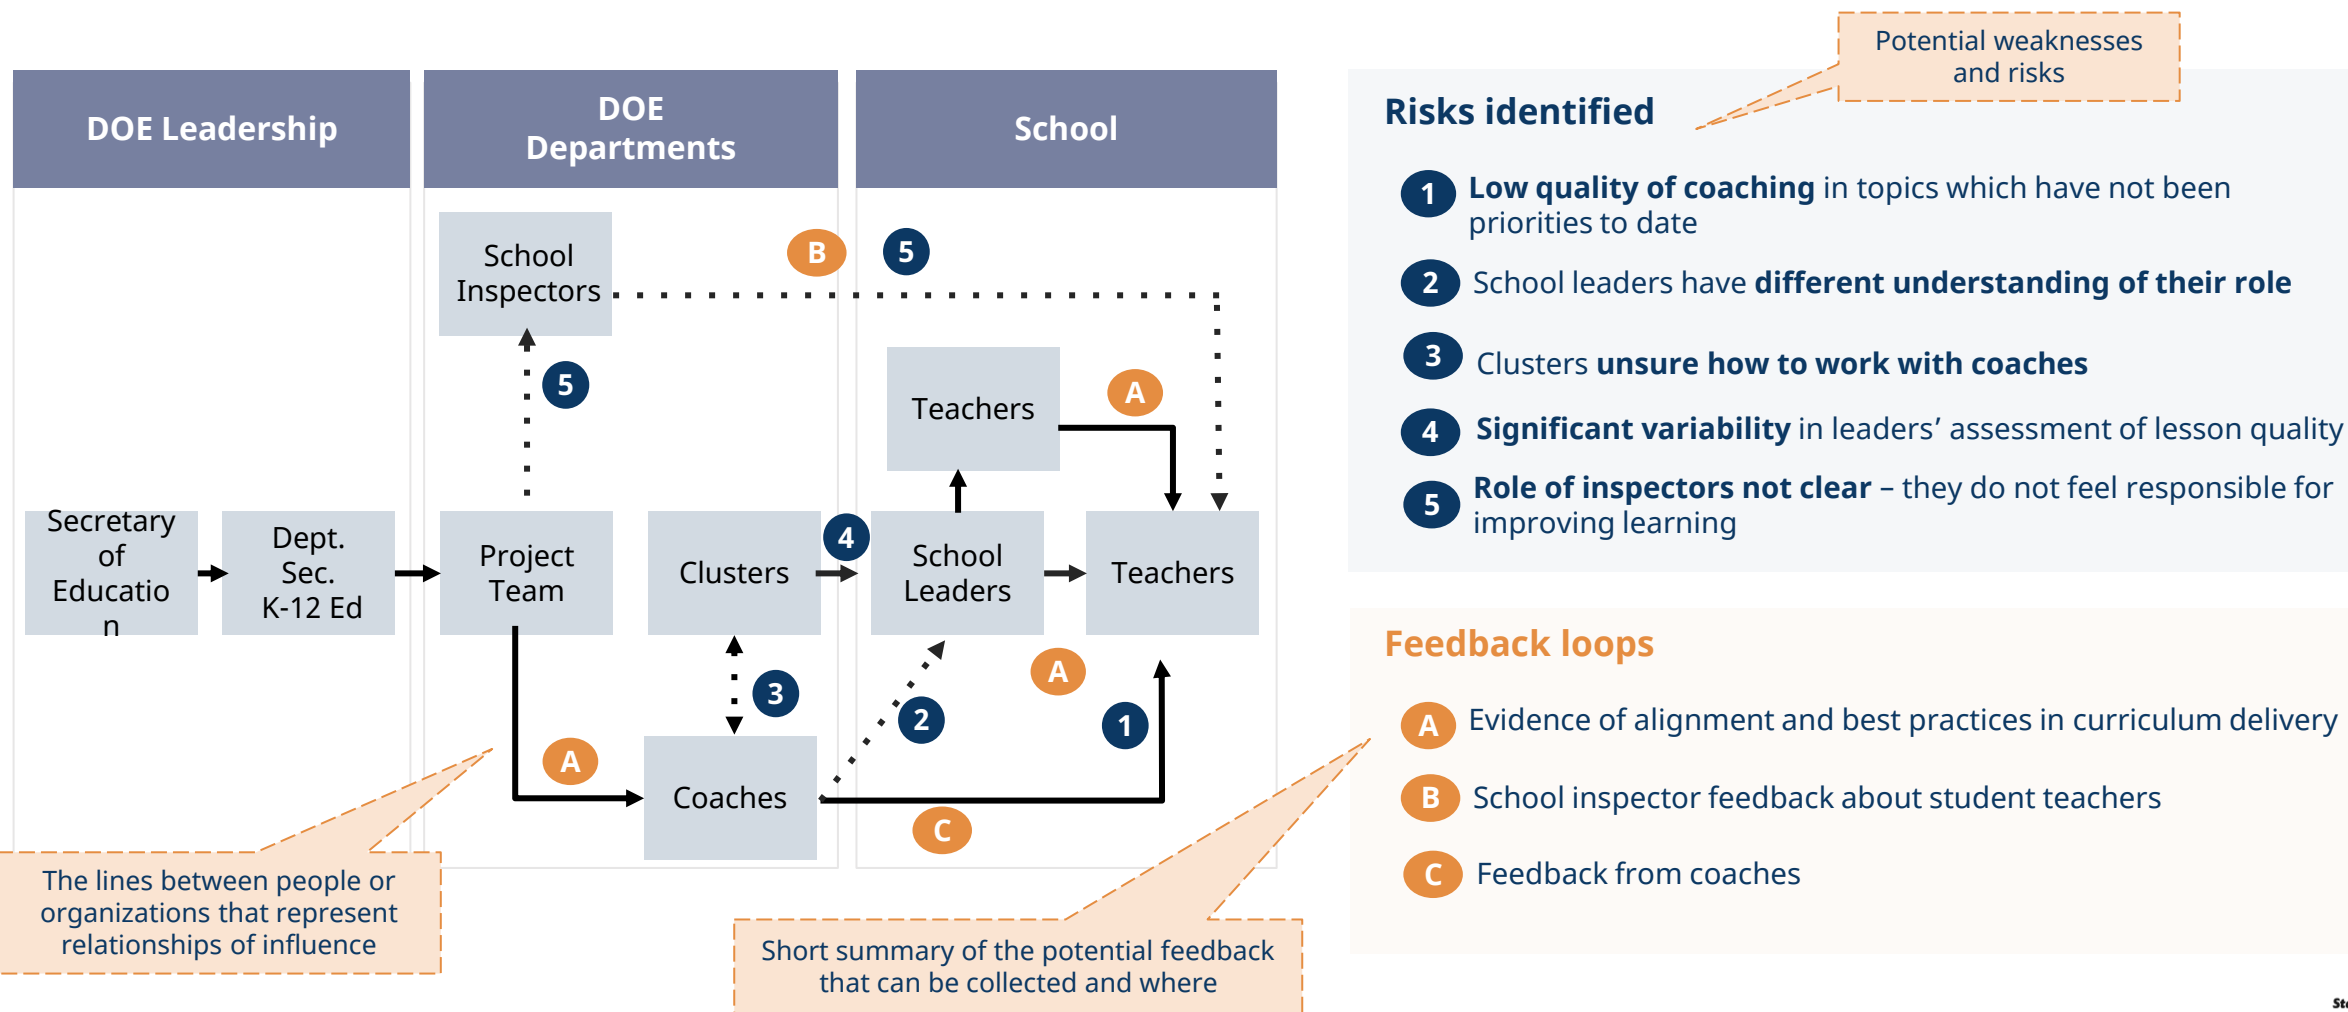 Potential weaknesses
and risks
DOE Leadership
DOE
Departments
School
Risks identified
1 Low quality of coaching in topics which have not been
priorities to date
2 School leaders have different understanding of their role
3 Clusters unsure how to work with coaches
4 Significant variability in leaders’ assessment of lesson quality
5 Role of inspectors not clear – they do not feel responsible for
improving learning
School
Inspectors
B
5
5
Teachers
A
Secretary
of
Educatio
n
Dept.
Sec.
K-12 Ed
Project
Team
Clusters
4
School
Leaders
Teachers
3
2
A
1
A
Coaches
C
Feedback loops
A Evidence of alignment and best practices in curriculum delivery
B School inspector feedback about student teachers
C Feedback from coaches
The lines between people or
organizations that represent
relationships of influence
Short summary of the potential feedback
that can be collected and where